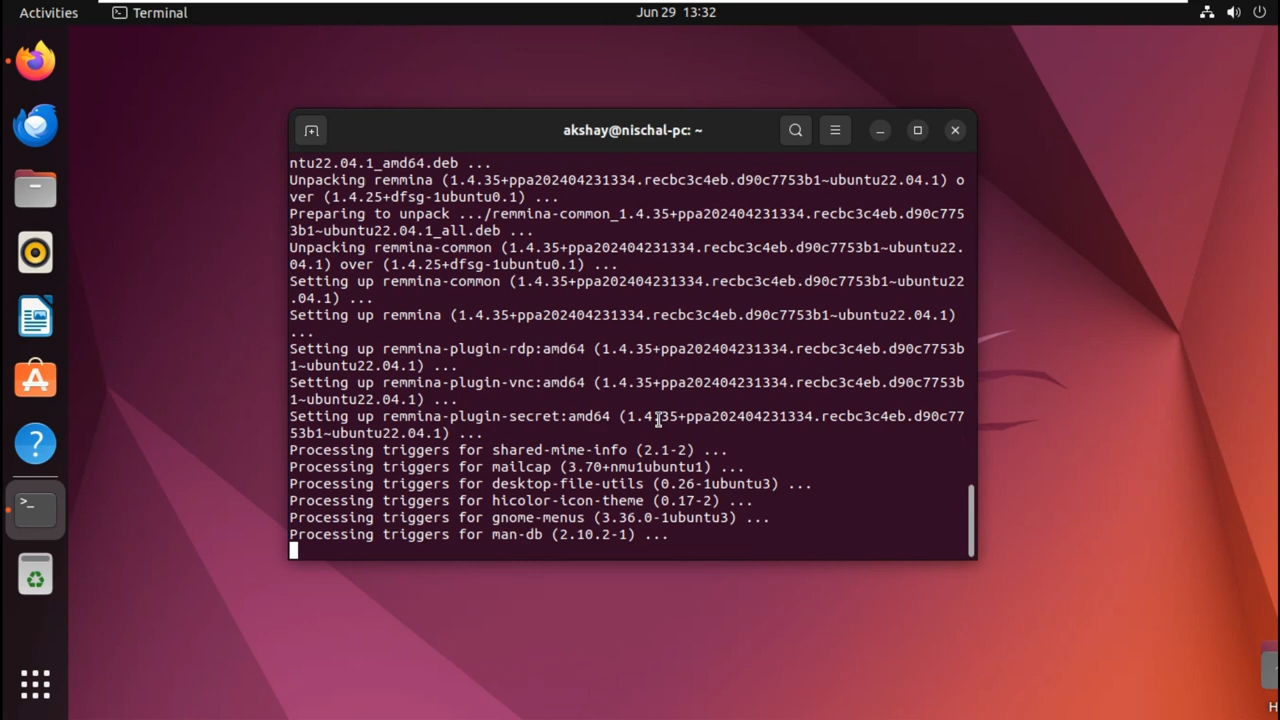 Activities
Terminal
Jun 29 13:32
akshay@nischal-pc: ~
ntu22.04.1_amd64.deb ...
Unpacking remmina (1.4.35+ppa202404231334.recbc3c4eb.d90c7753b1~ubuntu22.04.1) o
ver (1.4.25+dfsg-1ubuntu0.1) ...
Preparing to unpack .../remmina-common_1.4.35+ppa202404231334.recbc3c4eb.d90c775
3b1~ubuntu22.04.1_all.deb ...
Unpacking remmina-common (1.4.35+ppa202404231334.recbc3c4eb.d90c7753b1~ubuntu22.
04.1) over (1.4.25+dfsg-1ubuntu0.1) ...
Setting up remmina-common (1.4.35+ppa202404231334.recbc3c4eb.d90c7753b1~ubuntu22
.04.1) ...
Setting up remmina (1.4.35+ppa202404231334.recbc3c4eb.d90c7753b1~ubuntu22.04.1)
...
Setting up remmina-plugin-rdp:amd64 (1.4.35+ppa202404231334.recbc3c4eb.d90c7753b
1~ubuntu22.04.1) ...
Setting up remmina-plugin-vnc:amd64 (1.4.35+ppa202404231334.recbc3c4eb.d90c7753b
1~ubuntu22.04.1) ...
Setting up remmina-plugin-secret:amd64 (1.4.35+ppa202404231334.recbc3c4eb.d90c77
53b1~ubuntu22.04.1) ...
Processing triggers for shared-mime-info (2.1-2) ...
Processing triggers for mailcap (3.70+nmu1ubuntu1) ...
Processing triggers for desktop-file-utils (0.26-1ubuntu3) ...
Processing triggers for hicolor-icon-theme (0.17-2) ...
Processing triggers for gnome-menus (3.36.0-1ubuntu3) ...
Processing triggers for man-db (2.10.2-1) ...
H